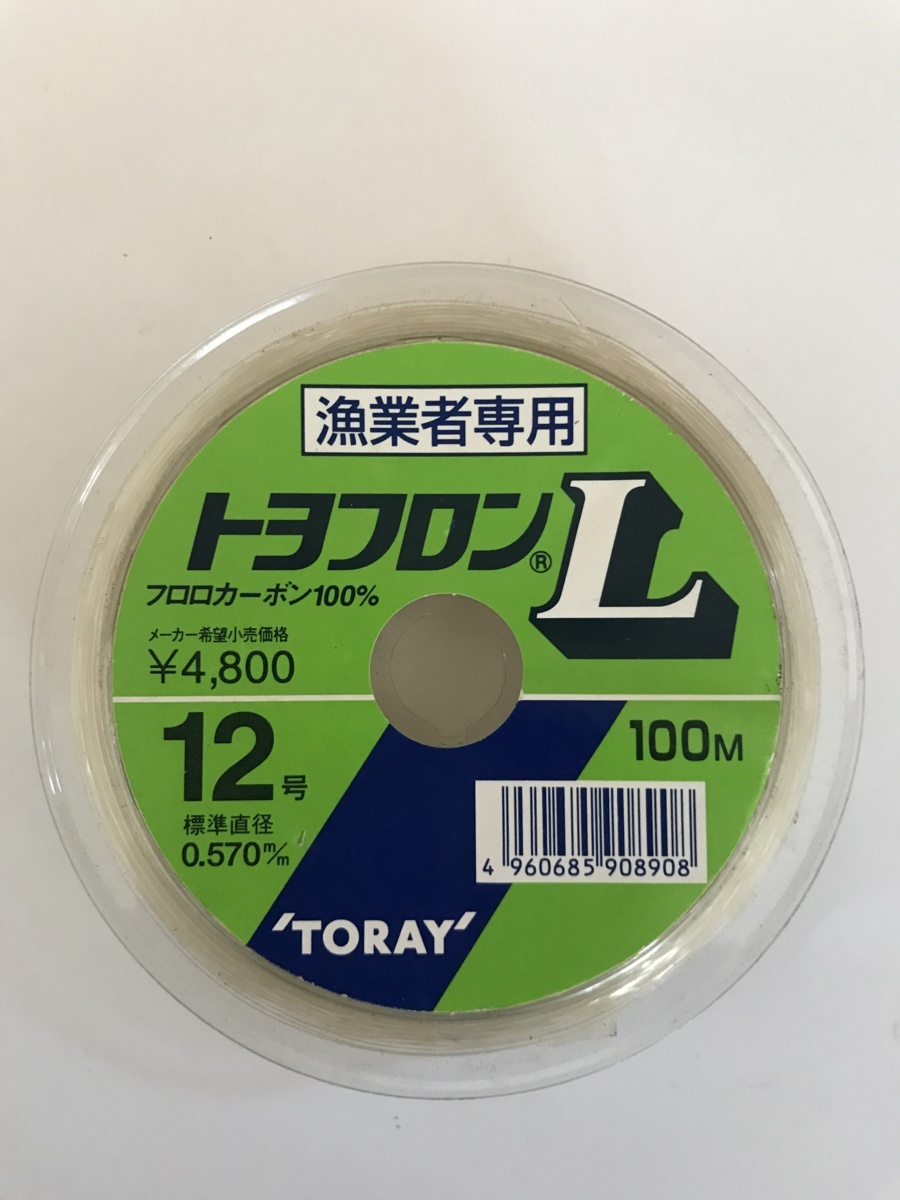 漁業者専用
トヨフロン®L
フロロカーボン100%
メーカー希望小売価格
¥4,800
12号
100M
標準直径
0.570m/m
4 960685 908908
'TORAY'